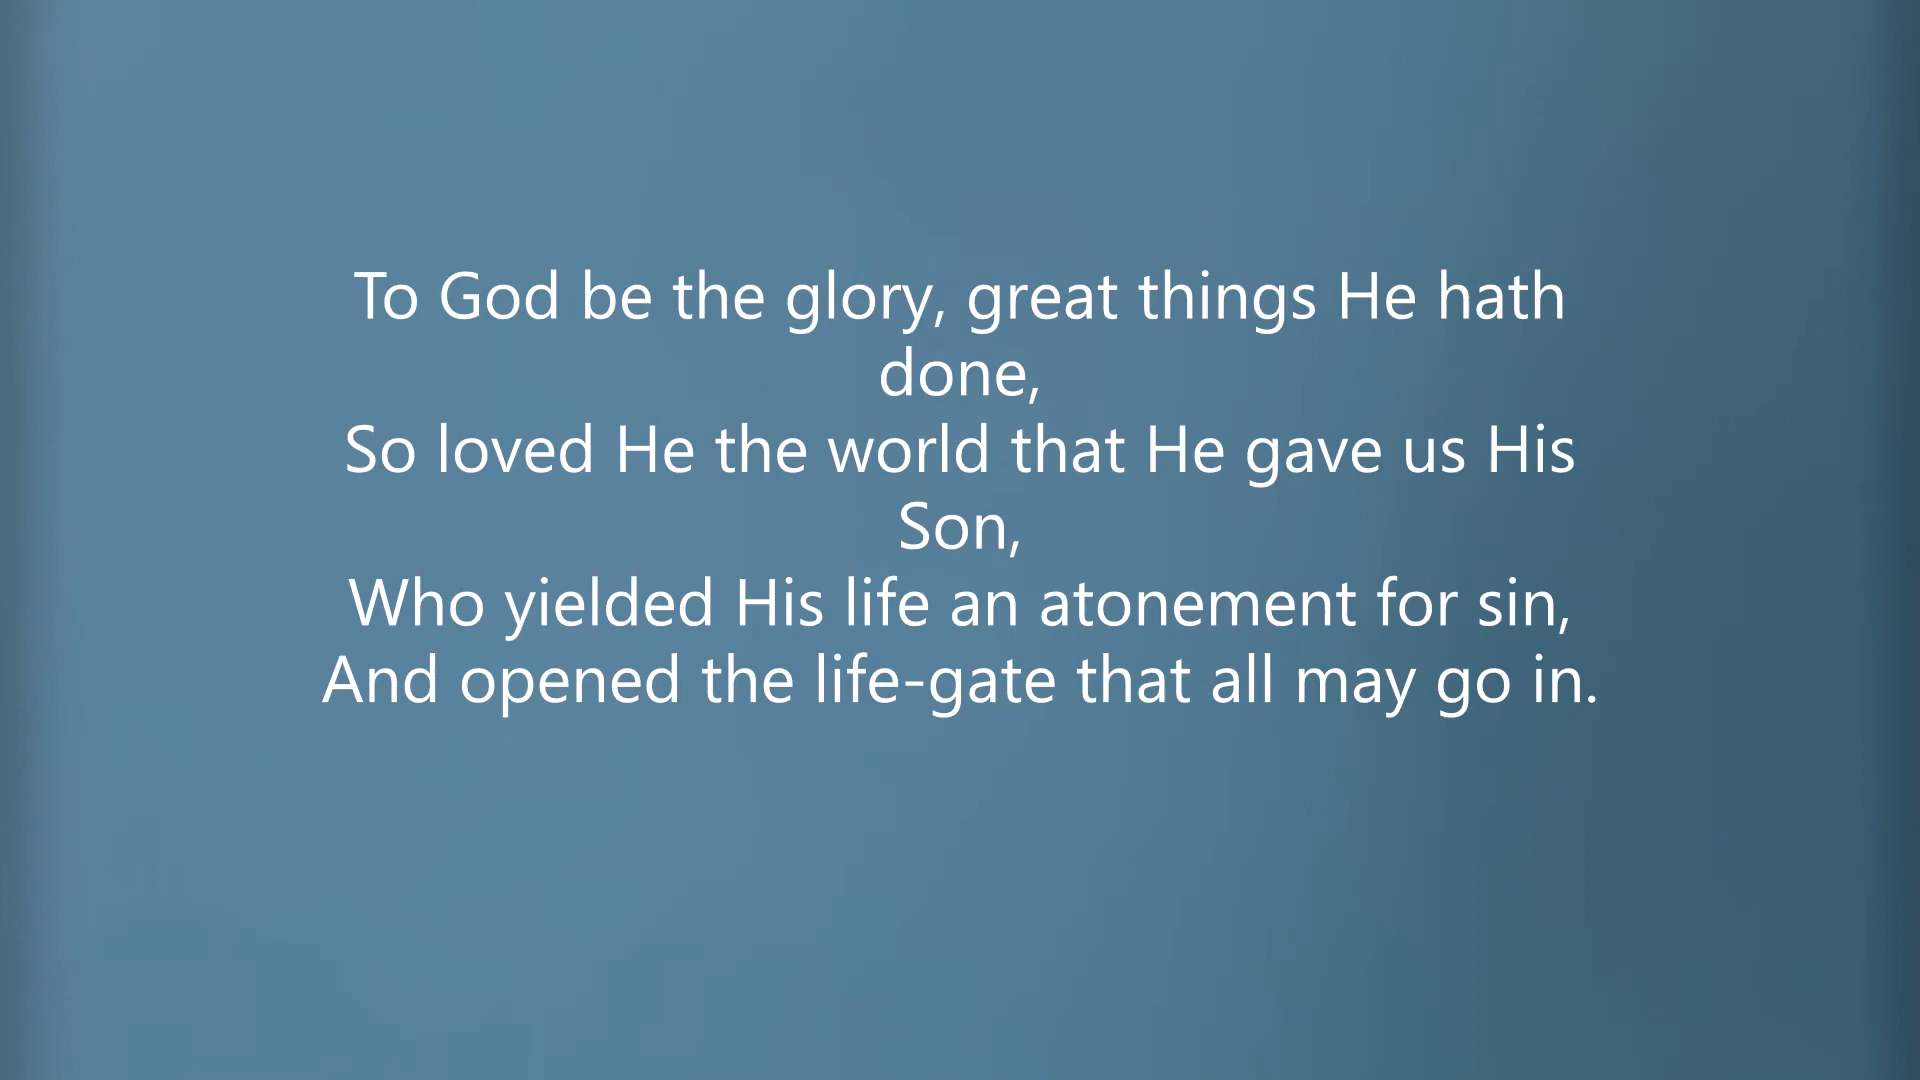 To God be the glory, great things He hath
done,
So loved He the world that He gave us His
Son,
Who yielded His life an atonement for sin,
And opened the life-gate that all may go in.